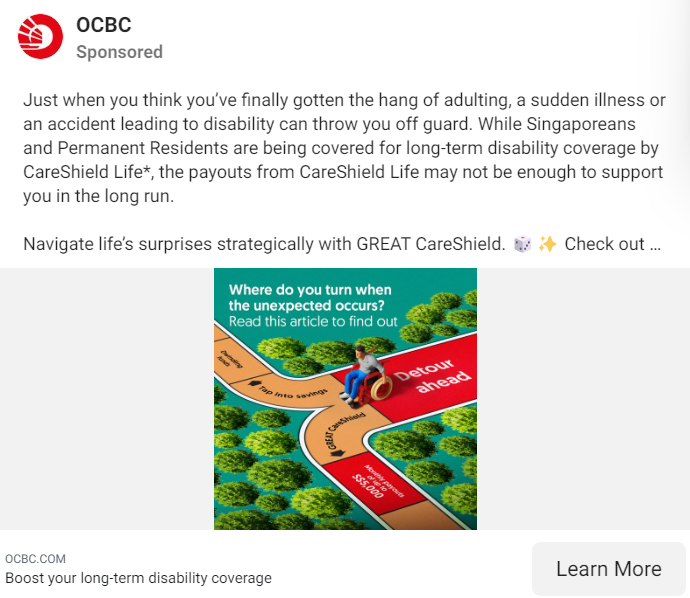 OCBC
Sponsored
Just when you think you’ve finally gotten the hang of adulting, a sudden illness or
an accident leading to disability can throw you off guard. While Singaporeans
and Permanent Residents are being covered for long-term disability coverage by
CareShield Life*, the payouts from CareShield Life may not be enough to support
you in the long run.
Navigate life’s surprises strategically with GREAT CareShield. 🎲 ✨ Check out ...
Where do you turn when
the unexpected occurs?
Read this article to find out
Tap into savings
Detour
ahead
GREAT CareShield
Monthly payouts
of up to
S$5,000
OCBC.COM
Boost your long-term disability coverage
Learn More